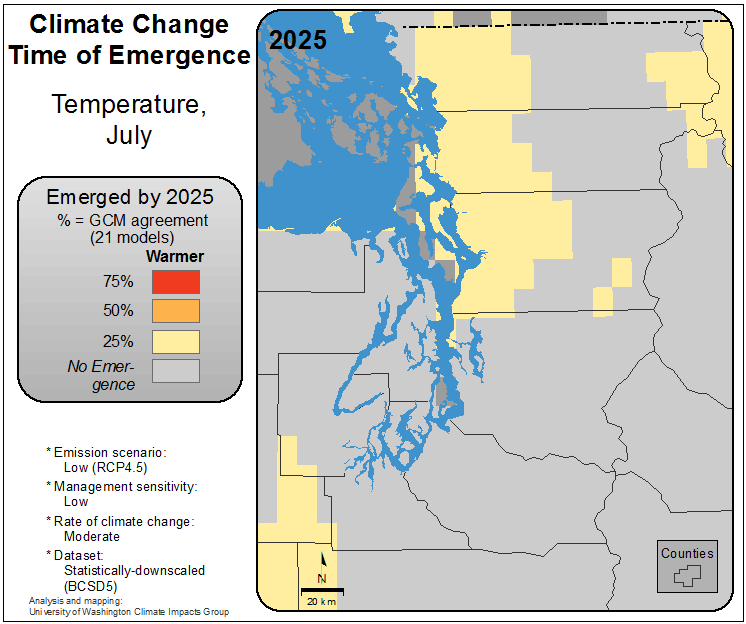 Climate Change
Time of Emergence
Temperature,
July
Emerged by 2025
% = GCM agreement
(21 models)
Warmer
75%
50%
25%
No Emer-
gence
* Emission scenario:
Low (RCP4.5)
* Management sensitivity:
Low
* Rate of climate change:
Moderate
* Dataset:
Statistically-downscaled
(BCSD5)
Analysis and mapping:
University of Washington Climate Impacts Group
2025
Counties
N
20 km